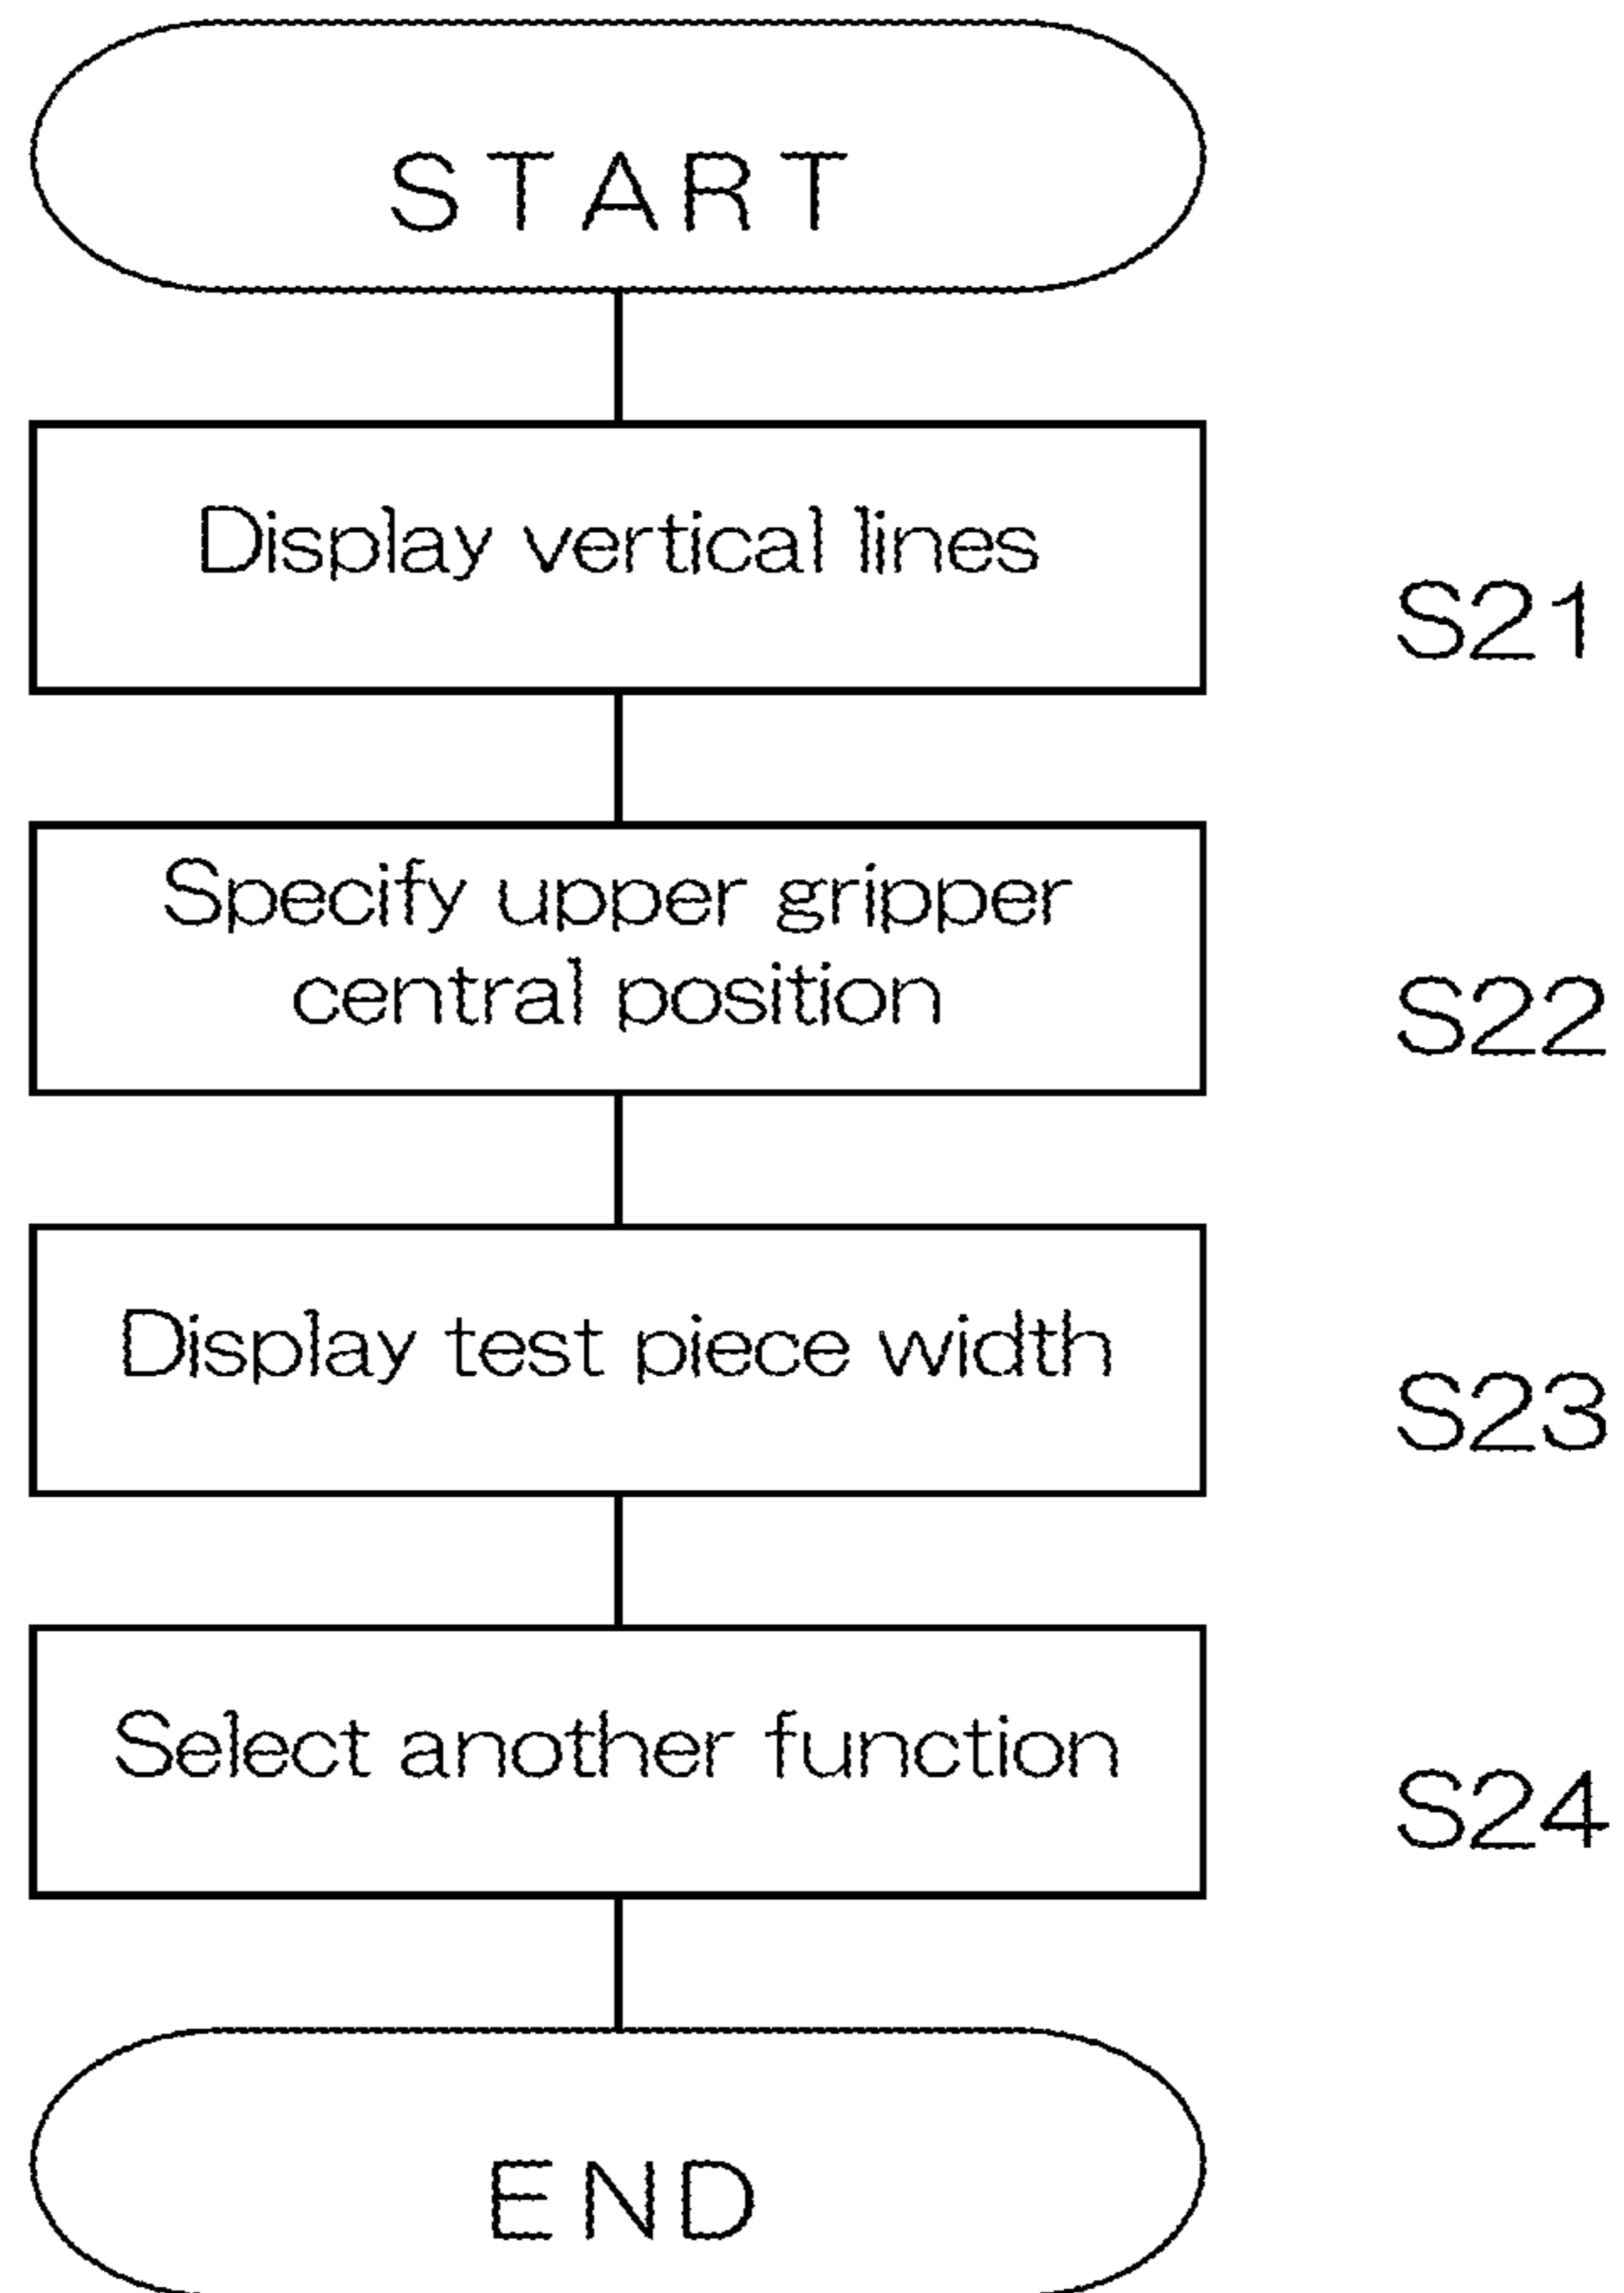 START
Display vertical lines
S21
Specify upper gripper
central position
S22
Display test piece width
S23
Select another function
S24
END